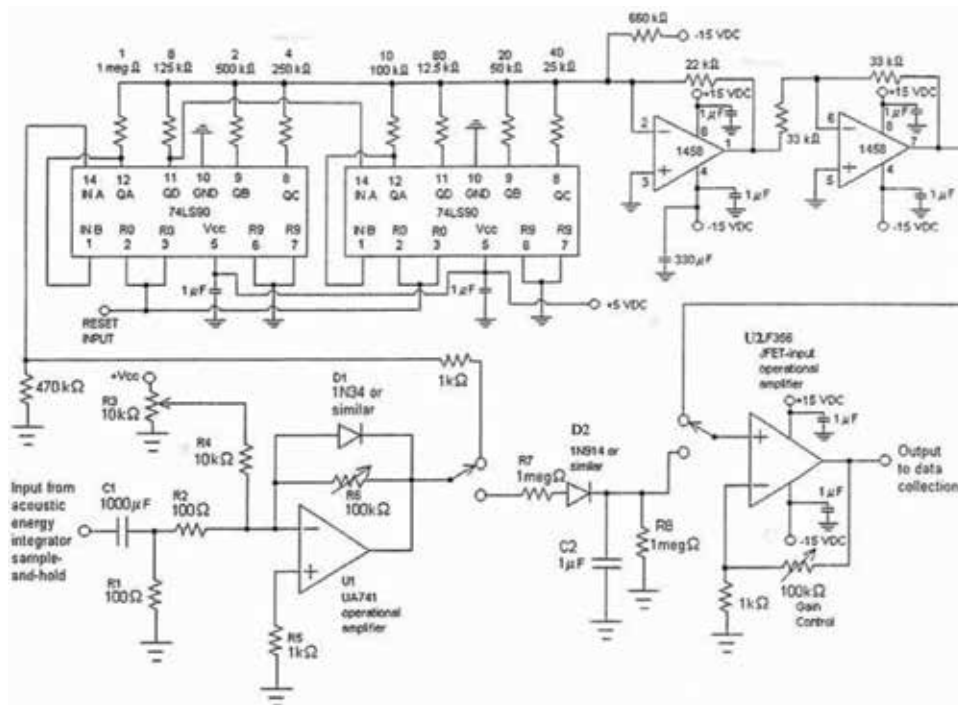 1 8 2 4 10 80 20 40
1 meg Ω 125 kΩ 500 kΩ 250 kΩ 100 kΩ 12.5 kΩ 50 kΩ 25 kΩ
660 kΩ
-15 VDC
22 kΩ
+15 VDC
1μF
2
8
1458
1
3
4
1μF
-15 VDC
330μF
33 kΩ
33 kΩ
+15 VDC
1μF
6
8
1458
7
5
4
1μF
-15 VDC
14 12 11 10 9 8
IN A QA QD GND QB QC
74LS90
IN B R0 R0 Vcc R9 R9
1 2 3 5 6 7
14 12 11 10 9 8
IN A QA QD GND QB QC
74LS90
IN B R0 R0 Vcc R9 R9
1 2 3 5 6 7
1μF
1μF
+5 VDC
RESET
INPUT
470kΩ
+Vcc
R3
10kΩ
R4
10kΩ
D1
1N34 or
similar
1kΩ
R6
100kΩ
Input from
acoustic
energy
integrator
sample-
and-hold
C1
1000μF
R2
100Ω
R1
100Ω
U1
UA741
operational
amplifier
R5
1kΩ
R7
1megΩ
D2
1N914 or
similar
C2
1μF
R8
1megΩ
U2
LF356
JFET-input
operational
amplifier
+15 VDC
1μF
Output
to data
collection
1μF
-15 VDC
1kΩ
100kΩ
Gain
Control